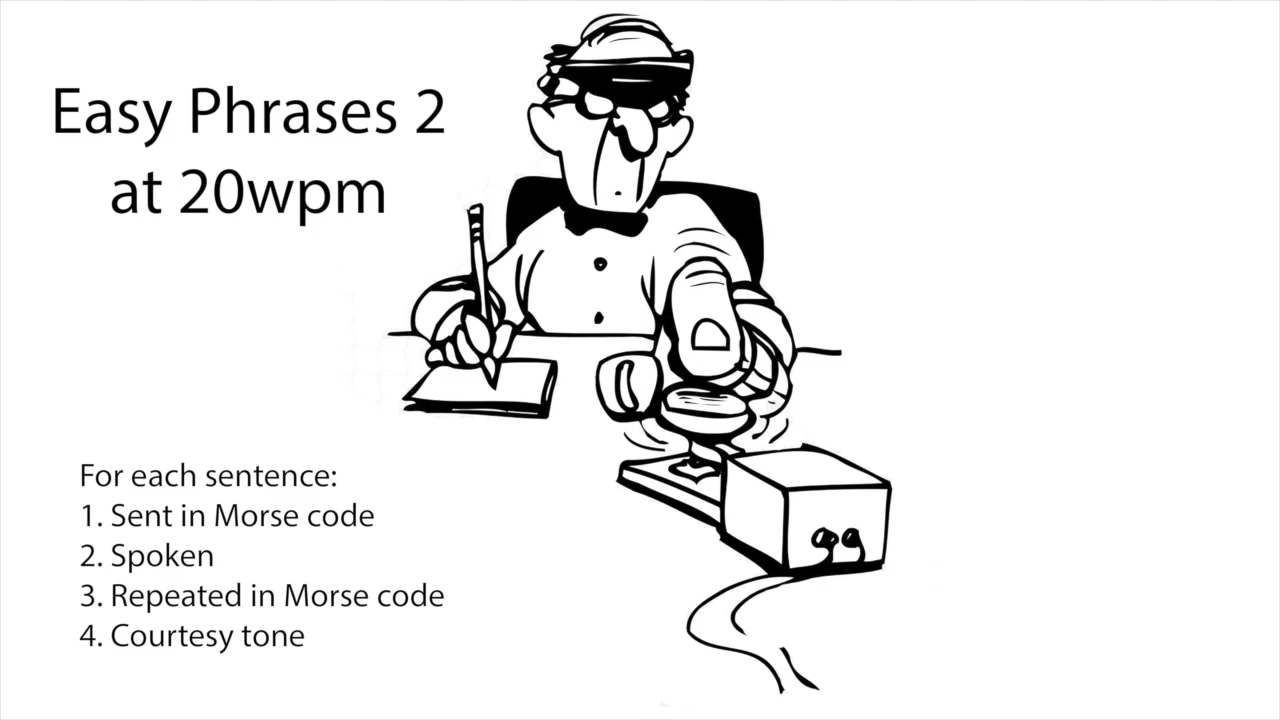 Easy Phrases 2
at 20wpm
For each sentence:
1. Sent in Morse code
2. Spoken
3. Repeated in Morse code
4. Courtesy tone